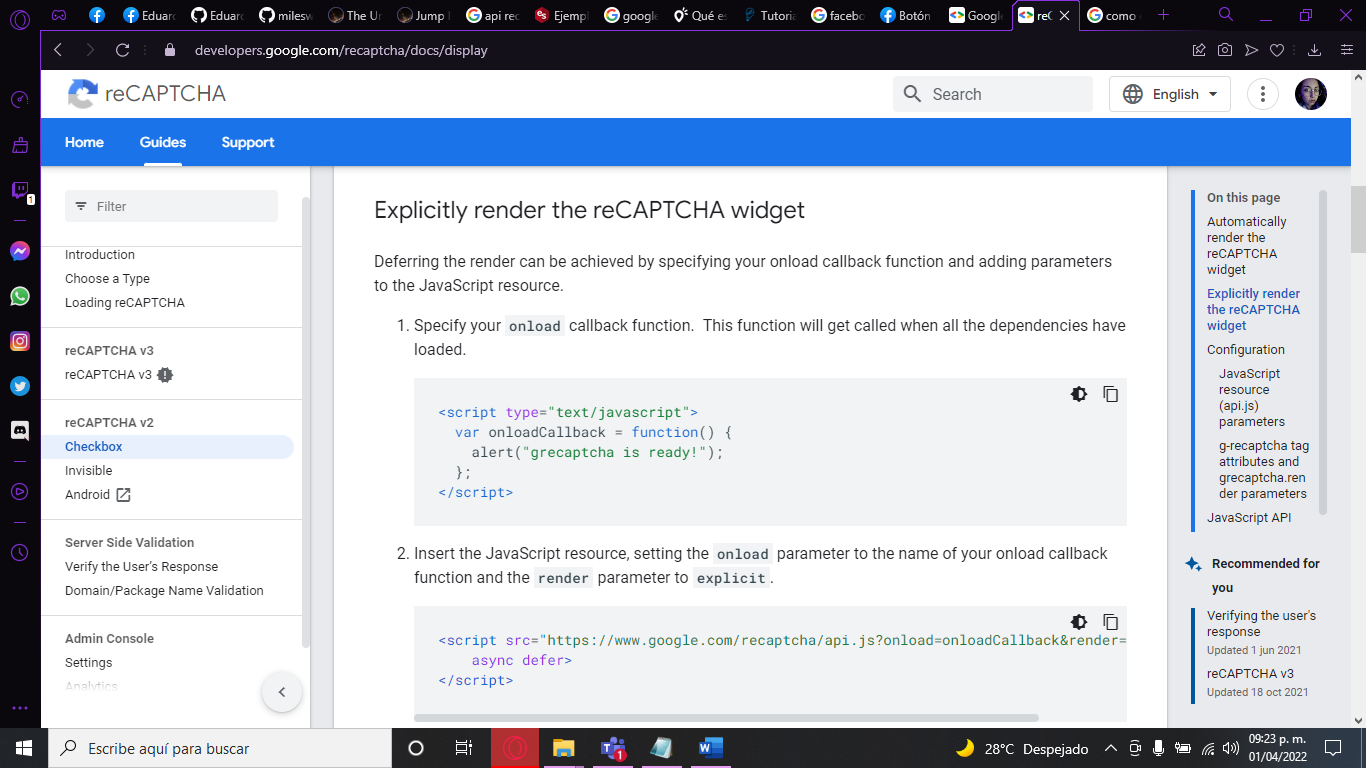 Eduar
Eduar
milesw
The Ur
Jump
api rec
Ejempl
google
Qué es
Tutoria
facebo
Botón
Google
reC
como
developers.google.com/recaptcha/docs/display
reCAPTCHA
Search
English
Home Guides Support
Filter
Introduction
Choose a Type
Loading reCAPTCHA
reCAPTCHA v3
reCAPTCHA v3
reCAPTCHA v2
Checkbox
Invisible
Android
Server Side Validation
Verify the User's Response
Domain/Package Name Validation
Admin Console
Settings
Analytics
Explicitly render the reCAPTCHA widget
Deferring the render can be achieved by specifying your onload callback function and adding parameters
to the JavaScript resource.
1. Specify your onload callback function. This function will get called when all the dependencies have
loaded.
<script type="text/javascript">
var onloadCallback = function() {
alert("grecaptcha is ready!");
};
</script>
2. Insert the JavaScript resource, setting the onload parameter to the name of your onload callback
function and the render parameter to explicit.
<script src="https://www.google.com/recaptcha/api.js?onload=onloadCallback&render=
async defer>
</script>
On this page
Automatically
render the
reCAPTCHA
widget
Explicitly render
the reCAPTCHA
widget
Configuration
JavaScript
resource
(api.js)
parameters
g-recaptcha tag
attributes and
grecaptcha.ren
der parameters
JavaScript API
Recommended for
you
Verifying the user's
response
Updated 1 jun 2021
reCAPTCHA v3
Updated 18 oct 2021
1
Escribe aquí para buscar
1
28°C Despejado
09:23 p. m.
01/04/2022